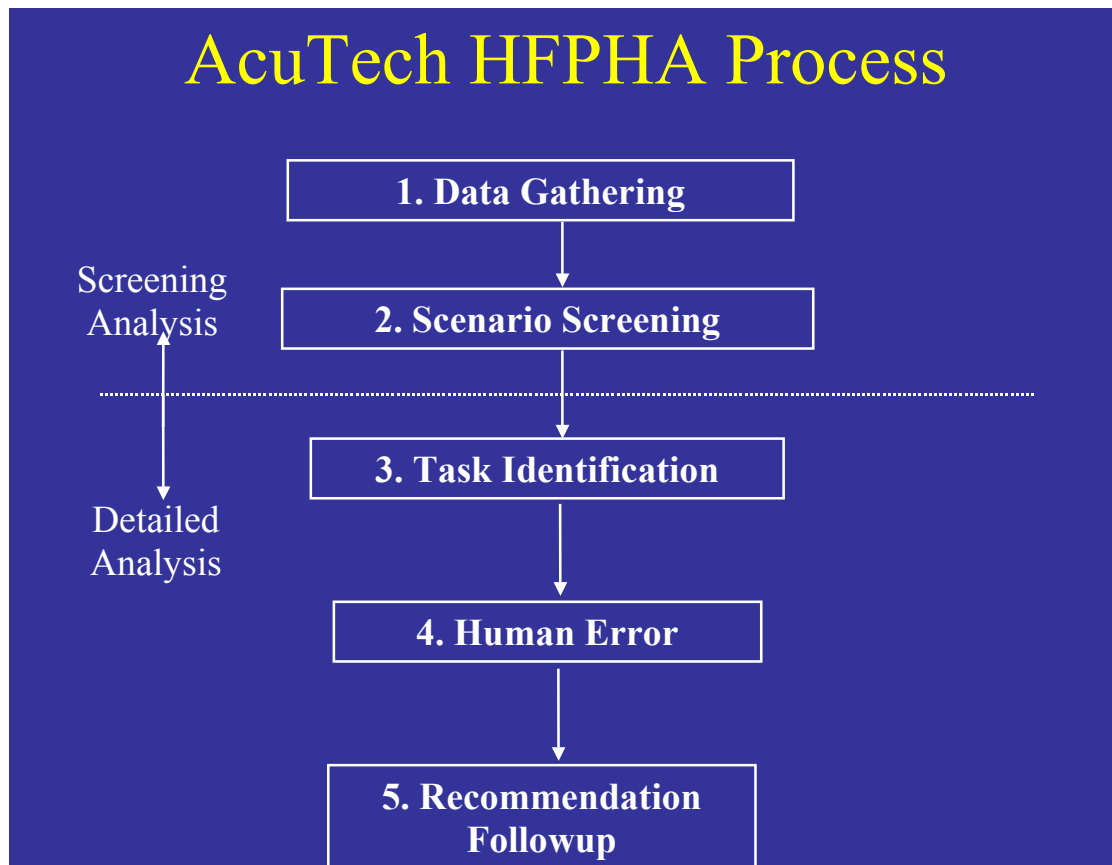 AcuTech HFPHA Process
1. Data Gathering
Screening
Analysis
2. Scenario Screening
3. Task Identification
Detailed
Analysis
4. Human Error
5. Recommendation
Followup